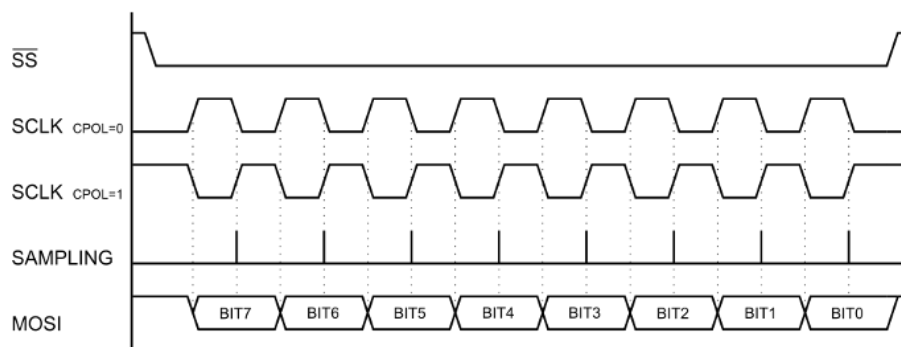 SS
SCLK CPOL=0
SCLK CPOL=1
SAMPLING
MOSI BIT7 BIT6 BIT5 BIT4 BIT3 BIT2 BIT1 BIT0